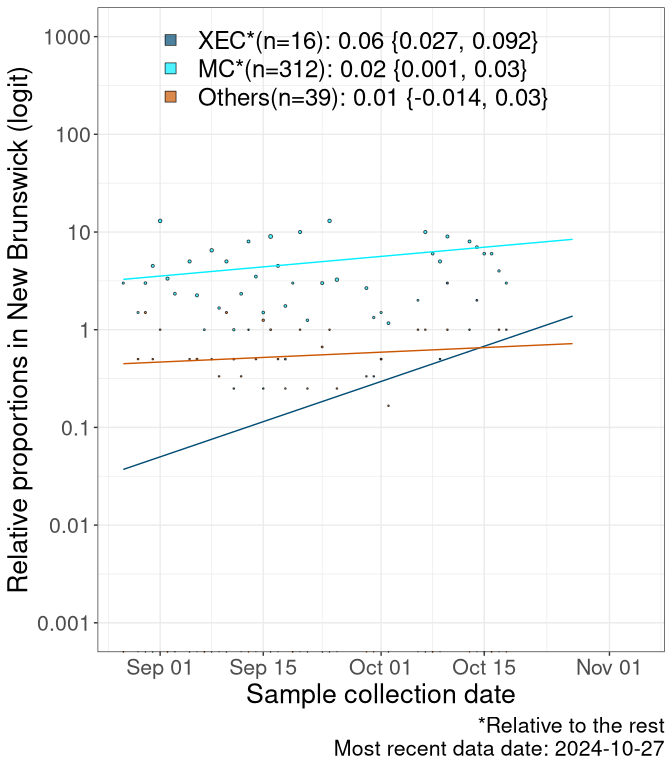 XEC*(n=16): 0.06 {0.027, 0.092}
MC*(n=312): 0.02 {0.001, 0.03}
Others(n=39): 0.01 {-0.014, 0.03}
Relative proportions in New Brunswick (logit)
1000
100
10
1
0.1
0.01
0.001
Sep 01
Sep 15
Oct 01
Oct 15
Nov 01
Sample collection date
*Relative to the rest
Most recent data date: 2024-10-27